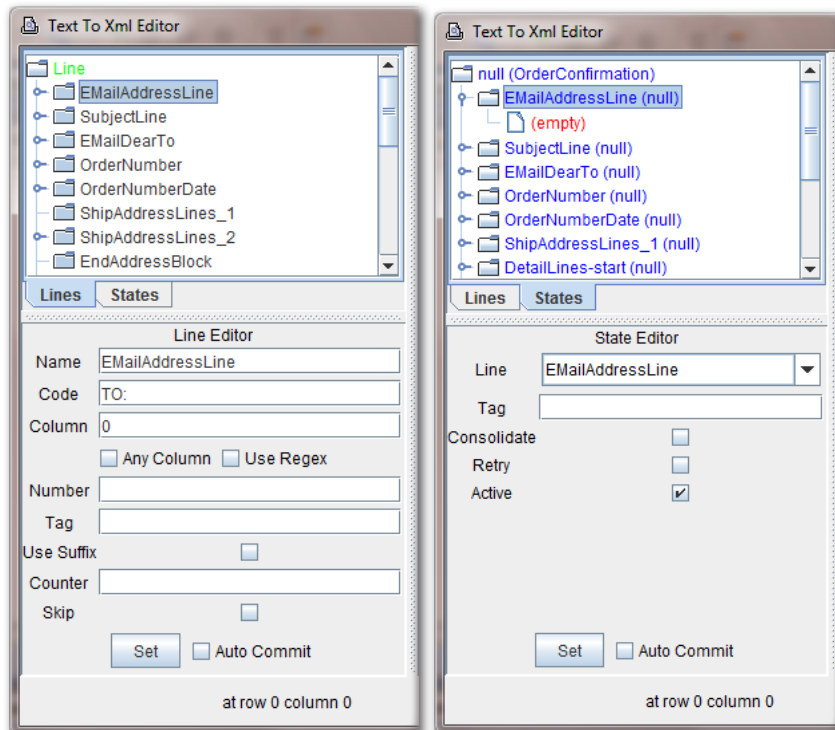 Text To Xml Editor
Line
EMailAddressLine
SubjectLine
EMailDearTo
OrderNumber
OrderNumberDate
ShipAddressLines_1
ShipAddressLines_2
EndAddressBlock
Lines States
Line Editor
Name EMailAddressLine
Code TO:
Column 0
Any Column Use Regex
Number
Tag
Use Suffix
Counter
Skip
Set Auto Commit
at row 0 column 0
Text To Xml Editor
null (OrderConfirmation)
EMailAddressLine (null)
(empty)
SubjectLine (null)
EMailDearTo (null)
OrderNumber (null)
OrderNumberDate (null)
ShipAddressLines_1 (null)
DetailLines-start (null)
Lines States
State Editor
Line EMailAddressLine
Tag
Consolidate
Retry
Active
Set Auto Commit
at row 0 column 0